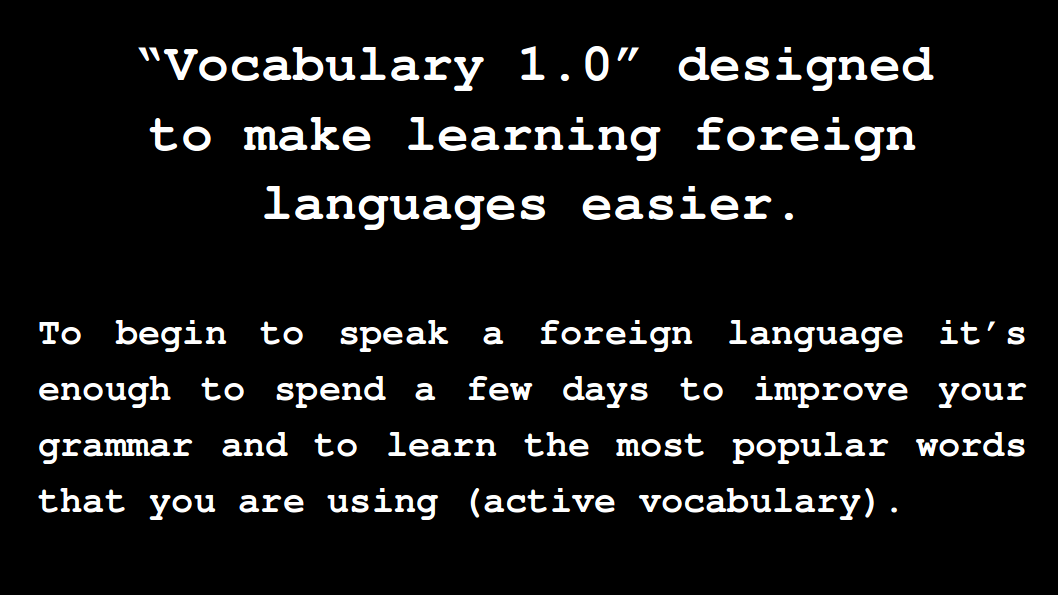 “Vocabulary 1.0” designed
to make learning foreign
languages easier.
To begin to speak a foreign language it’s
enough to spend a few days to improve your
grammar and to learn the most popular words
that you are using (active vocabulary).